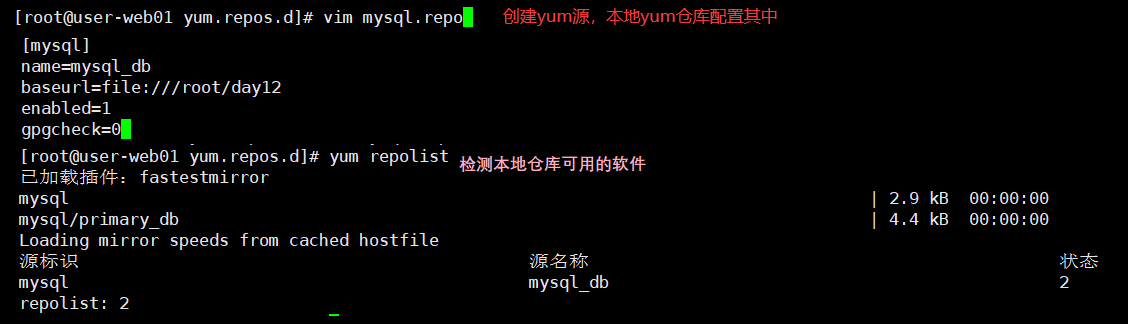 [root@user-web01 yum.repos.d]# vim mysql.repo 创建yum源，本地yum仓库配置其中
[mysql]
name=mysql_db
baseurl=file:///root/day12
enabled=1
gpgcheck=0
[root@user-web01 yum.repos.d]# yum repolist 检测本地仓库可用的软件
已加载插件：fastestmirror
mysql | 2.9 kB 00:00:00
mysql/primary_db | 4.4 kB 00:00:00
Loading mirror speeds from cached hostfile
源标识 源名称 状态
mysql mysql_db 2
repolist: 2